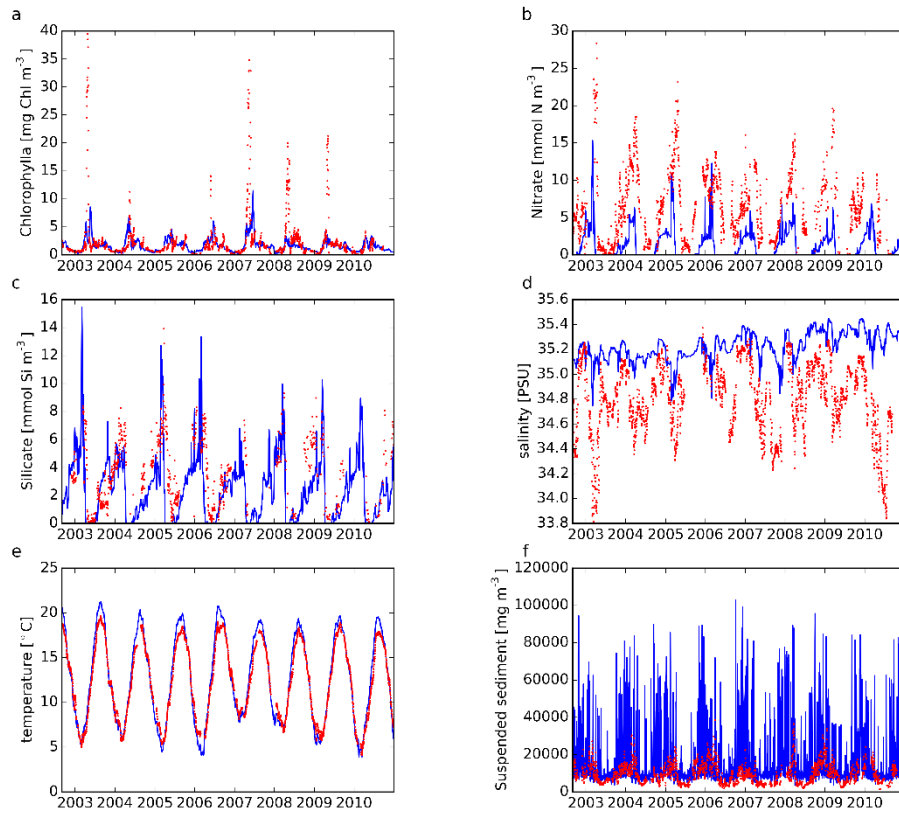 a
Chlorophylla [mg Chl m⁻³]
40
35
30
25
20
15
10
5
0
2003 2004 2005 2006 2007 2008 2009 2010
b
Nitrate [mmol N m⁻³]
30
25
20
15
10
5
0
2003 2004 2005 2006 2007 2008 2009 2010
c
Silicate [mmol Si m⁻³]
16
14
12
10
8
6
4
2
0
2003 2004 2005 2006 2007 2008 2009 2010
d
salinity [PSU]
35.6
35.4
35.2
35.0
34.8
34.6
34.4
34.2
34.0
33.8
2003 2004 2005 2006 2007 2008 2009 2010
e
temperature [°C]
25
20
15
10
5
0
2003 2004 2005 2006 2007 2008 2009 2010
f
Suspended sediment [mg m⁻³]
120000
100000
80000
60000
40000
20000
0
2003 2004 2005 2006 2007 2008 2009 2010